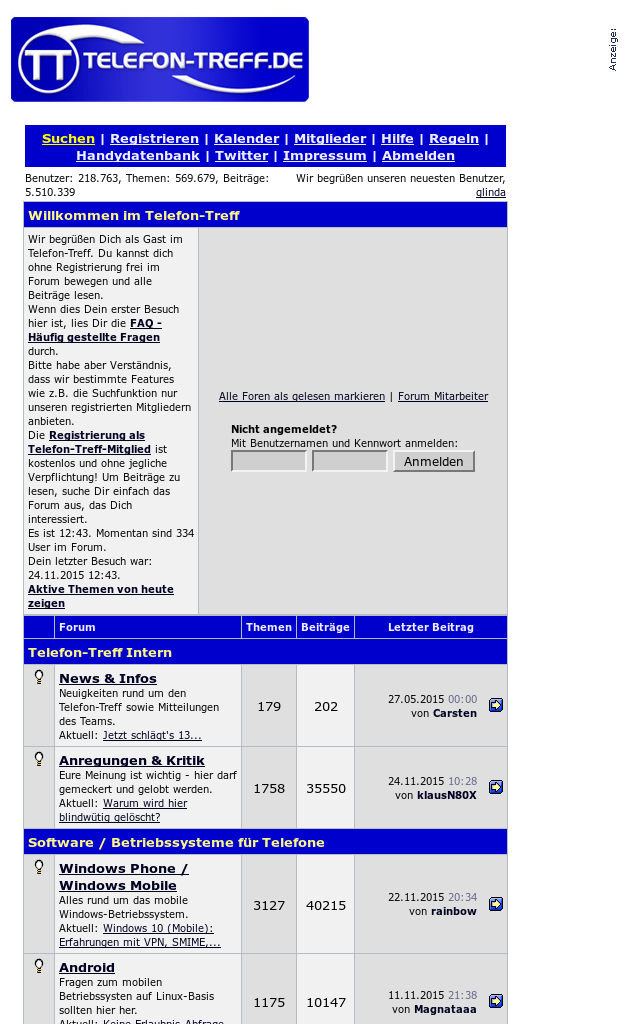 TT TELEFON-TREFF.DE
Anzeige:
Suchen | Registrieren | Kalender | Mitglieder | Hilfe | Regeln |
Handydatenbank | Twitter | Impressum | Abmelden
Benutzer: 218.763, Themen: 569.679, Beiträge:
5.510.339
Wir begrüßen unseren neuesten Benutzer,
glinda
Willkommen im Telefon-Treff
Wir begrüßen Dich als Gast im
Telefon-Treff. Du kannst dich
ohne Registrierung frei im
Forum bewegen und alle
Beiträge lesen.
Wenn dies Dein erster Besuch
hier ist, lies Dir die FAQ -
Häufig gestellte Fragen
durch.
Bitte habe aber Verständnis,
dass wir bestimmte Features
wie z.B. die Suchfunktion nur
unseren registrierten Mitgliedern
anbieten.
Die Registrierung als
Telefon-Treff-Mitglied ist
kostenlos und ohne jegliche
Verpflichtung! Um Beiträge zu
lesen, suche Dir einfach das
Forum aus, das Dich
interessiert.
Es ist 12:43. Momentan sind 334
User im Forum.
Dein letzter Besuch war:
24.11.2015 12:43.
Aktive Themen von heute
zeigen
Alle Foren als gelesen markieren | Forum Mitarbeiter
Nicht angemeldet?
Mit Benutzernamen und Kennwort anmelden:
Anmelden
Forum Themen Beiträge Letzter Beitrag
Telefon-Treff Intern
News & Infos
Neuigkeiten rund um den
Telefon-Treff sowie Mitteilungen
des Teams.
Aktuell: Jetzt schlägt's 13...
179
202
27.05.2015 00:00
von Carsten
Anregungen & Kritik
Eure Meinung ist wichtig - hier darf
gemeckert und gelobt werden.
Aktuell: Warum wird hier
blindwütig gelöscht?
1758
35550
24.11.2015 10:28
von klausN80X
Software / Betriebssysteme für Telefone
Windows Phone /
Windows Mobile
Alles rund um das mobile
Windows-Betriebssystem.
Aktuell: Windows 10 (Mobile):
Erfahrungen mit VPN, SMIME,...
3127
40215
22.11.2015 20:34
von rainbow
Android
Fragen zum mobilen
Betriebssysten auf Linux-Basis
sollten hier her.
Aktuell: Keine Erlaubnis-Abfrage
1175
10147
11.11.2015 21:38
von Magnataaa